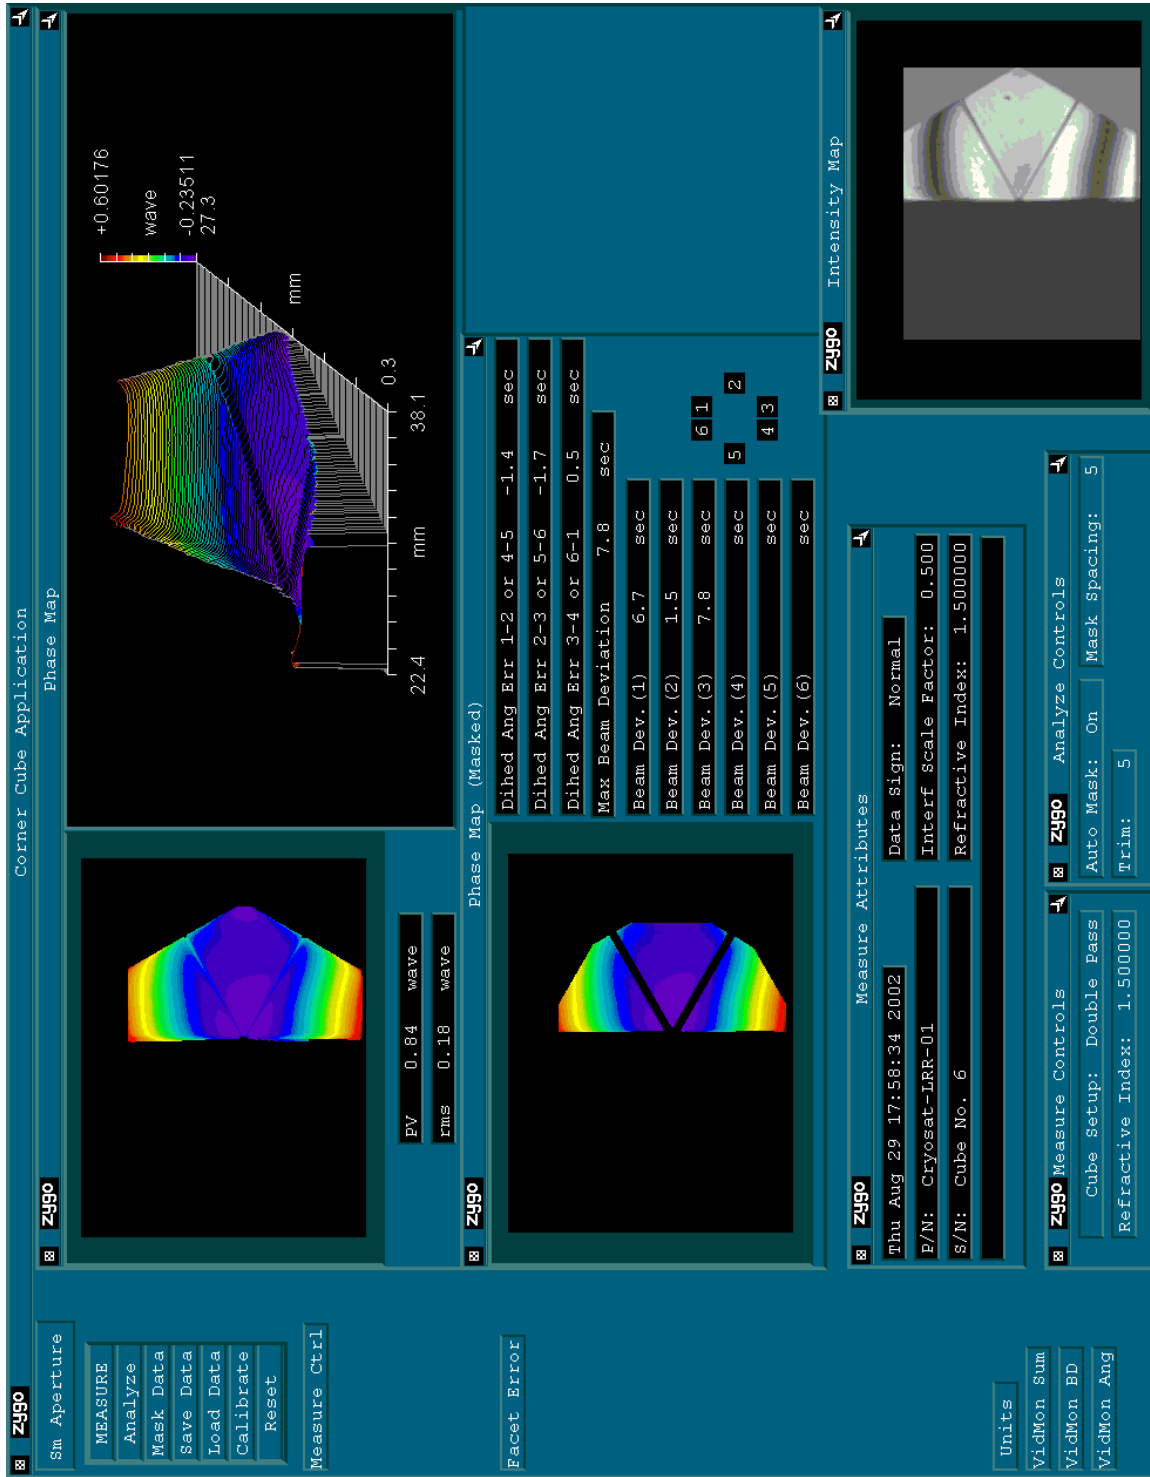 zygo Corner Cube Application
Sm Aperture
MEASURE
Analyze
Mask Data
Save Data
Load Data
Calibrate
Reset
Measure Ctrl
Facet Error
Units
VidMon Sum
VidMon BD
VidMon Ang
zygo Phase Map
PV 0.84 wave
rms 0.18 wave
+0.60176
wave
-0.23511
27.3
mm
0.3
38.1
mm
22.4
zygo Phase Map (Masked)
Dihed Ang Err 1-2 or 4-5 -1.4 sec
Dihed Ang Err 2-3 or 5-6 -1.7 sec
Dihed Ang Err 3-4 or 6-1 0.5 sec
Max Beam Deviation 7.8 sec
Beam Dev.(1) 6.7 sec
Beam Dev.(2) 1.5 sec
Beam Dev.(3) 7.8 sec
Beam Dev.(4) sec
Beam Dev.(5) sec
Beam Dev.(6) sec
6 1
5 2
4 3
zygo Measure Attributes
Thu Aug 29 17:58:34 2002
Data Sign: Normal
P/N: Cryosat-LRR-01
Interf Scale Factor: 0.500
S/N: Cube No. 6
Refractive Index: 1.500000
zygo Intensity Map
zygo Measure Controls
Cube Setup: Double Pass
Refractive Index: 1.500000
zygo Analyze Controls
Auto Mask: On
Mask Spacing: 5
Trim: 5